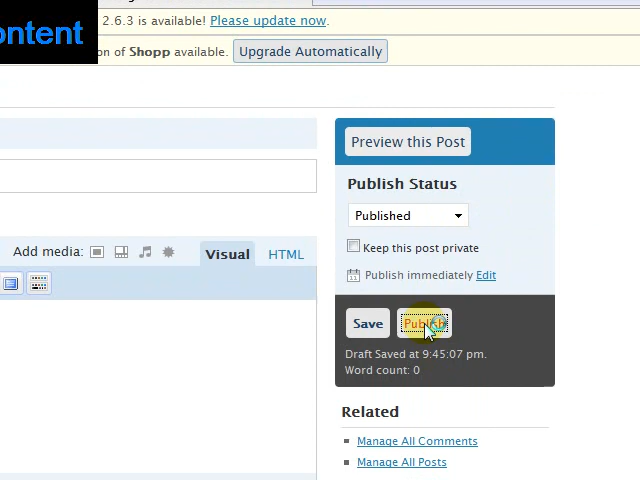 2.6.3 is available! Please update now.
ontent
on of Shopp available. Upgrade Automatically
Preview this Post
Publish Status
Published
Keep this post private
Publish immediately Edit
Add media:
Visual
HTML
Save
Publish
Draft Saved at 9:45:07 pm.
Word count: 0
Related
Manage All Comments
Manage All Posts